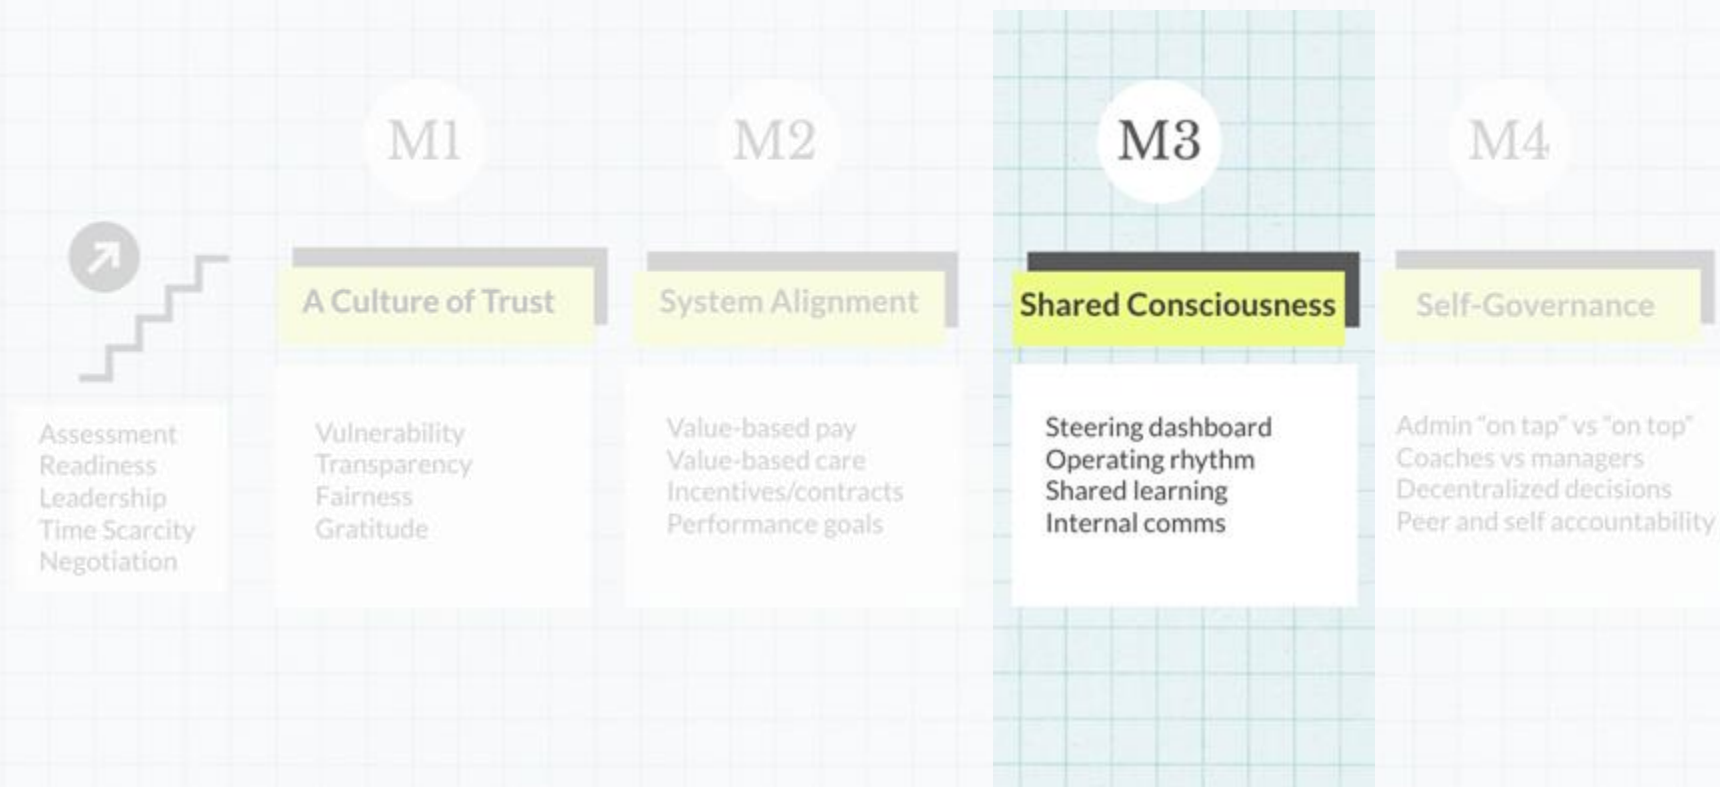 Assessment
Readiness
Leadership
Time Scarcity
Negotiation
M1
A Culture of Trust
Vulnerability
Transparency
Fairness
Gratitude
M2
System Alignment
Value-based pay
Value-based care
Incentives/contracts
Performance goals
M3
Shared Consciousness
Steering dashboard
Operating rhythm
Shared learning
Internal comms
M4
Self-Governance
Admin “on tap” vs “on top”
Coaches vs managers
Decentralized decisions
Peer and self accountability